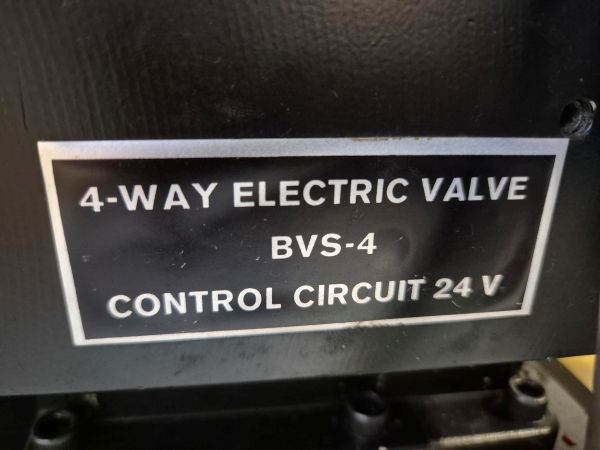 4-WAY ELECTRIC VALVE
BVS-4
CONTROL CIRCUIT 24 V